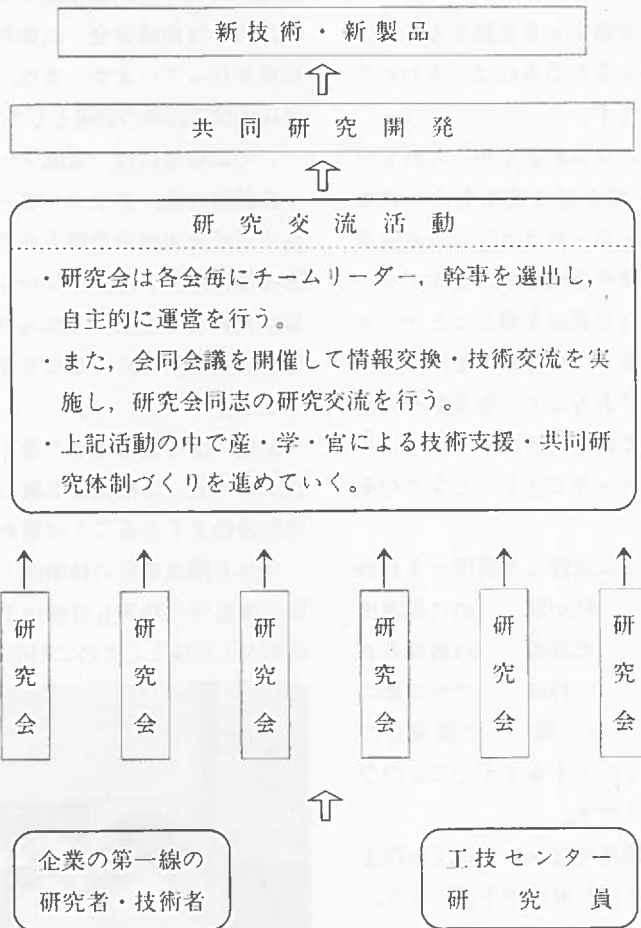 新技術・新製品
共同研究開発
研究交流活動
・研究会は各会毎にチームリーダー，幹事を選出し，
自主的に運営を行う。
・また，会同会議を開催して情報交換・技術交流を実
施し，研究会同志の研究交流を行う。
・上記活動の中で産・学・官による技術支援・共同研
究体制づくりを進めていく。
研究会
研究会
研究会
研究会
研究会
研究会
企業の第一線の
研究者・技術者
工技センター
研究員